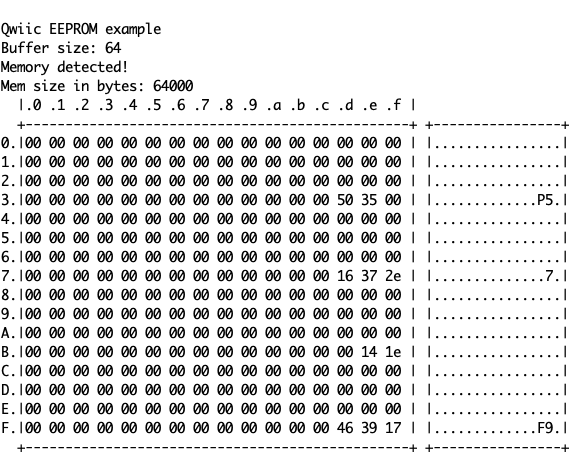 Qwiic EEPROM example
Buffer size: 64
Memory detected!
Mem size in bytes: 64000
  |.0 .1 .2 .3 .4 .5 .6 .7 .8 .9 .a .b .c .d .e .f |
  +------------------------------------------------+ +----------------+
0.|00 00 00 00 00 00 00 00 00 00 00 00 00 00 00 00 | |................|
1.|00 00 00 00 00 00 00 00 00 00 00 00 00 00 00 00 | |................|
2.|00 00 00 00 00 00 00 00 00 00 00 00 00 00 00 00 | |................|
3.|00 00 00 00 00 00 00 00 00 00 00 00 00 50 35 00 | |.............P5.|
4.|00 00 00 00 00 00 00 00 00 00 00 00 00 00 00 00 | |................|
5.|00 00 00 00 00 00 00 00 00 00 00 00 00 00 00 00 | |................|
6.|00 00 00 00 00 00 00 00 00 00 00 00 00 00 00 00 | |................|
7.|00 00 00 00 00 00 00 00 00 00 00 00 00 16 37 2e | |..............7.|
8.|00 00 00 00 00 00 00 00 00 00 00 00 00 00 00 00 | |................|
9.|00 00 00 00 00 00 00 00 00 00 00 00 00 00 00 00 | |................|
A.|00 00 00 00 00 00 00 00 00 00 00 00 00 00 00 00 | |................|
B.|00 00 00 00 00 00 00 00 00 00 00 00 00 00 14 1e | |................|
C.|00 00 00 00 00 00 00 00 00 00 00 00 00 00 00 00 | |................|
D.|00 00 00 00 00 00 00 00 00 00 00 00 00 00 00 00 | |................|
E.|00 00 00 00 00 00 00 00 00 00 00 00 00 00 00 00 | |................|
F.|00 00 00 00 00 00 00 00 00 00 00 00 00 46 39 17 | |.............F9.|
  +------------------------------------------------+ +----------------+